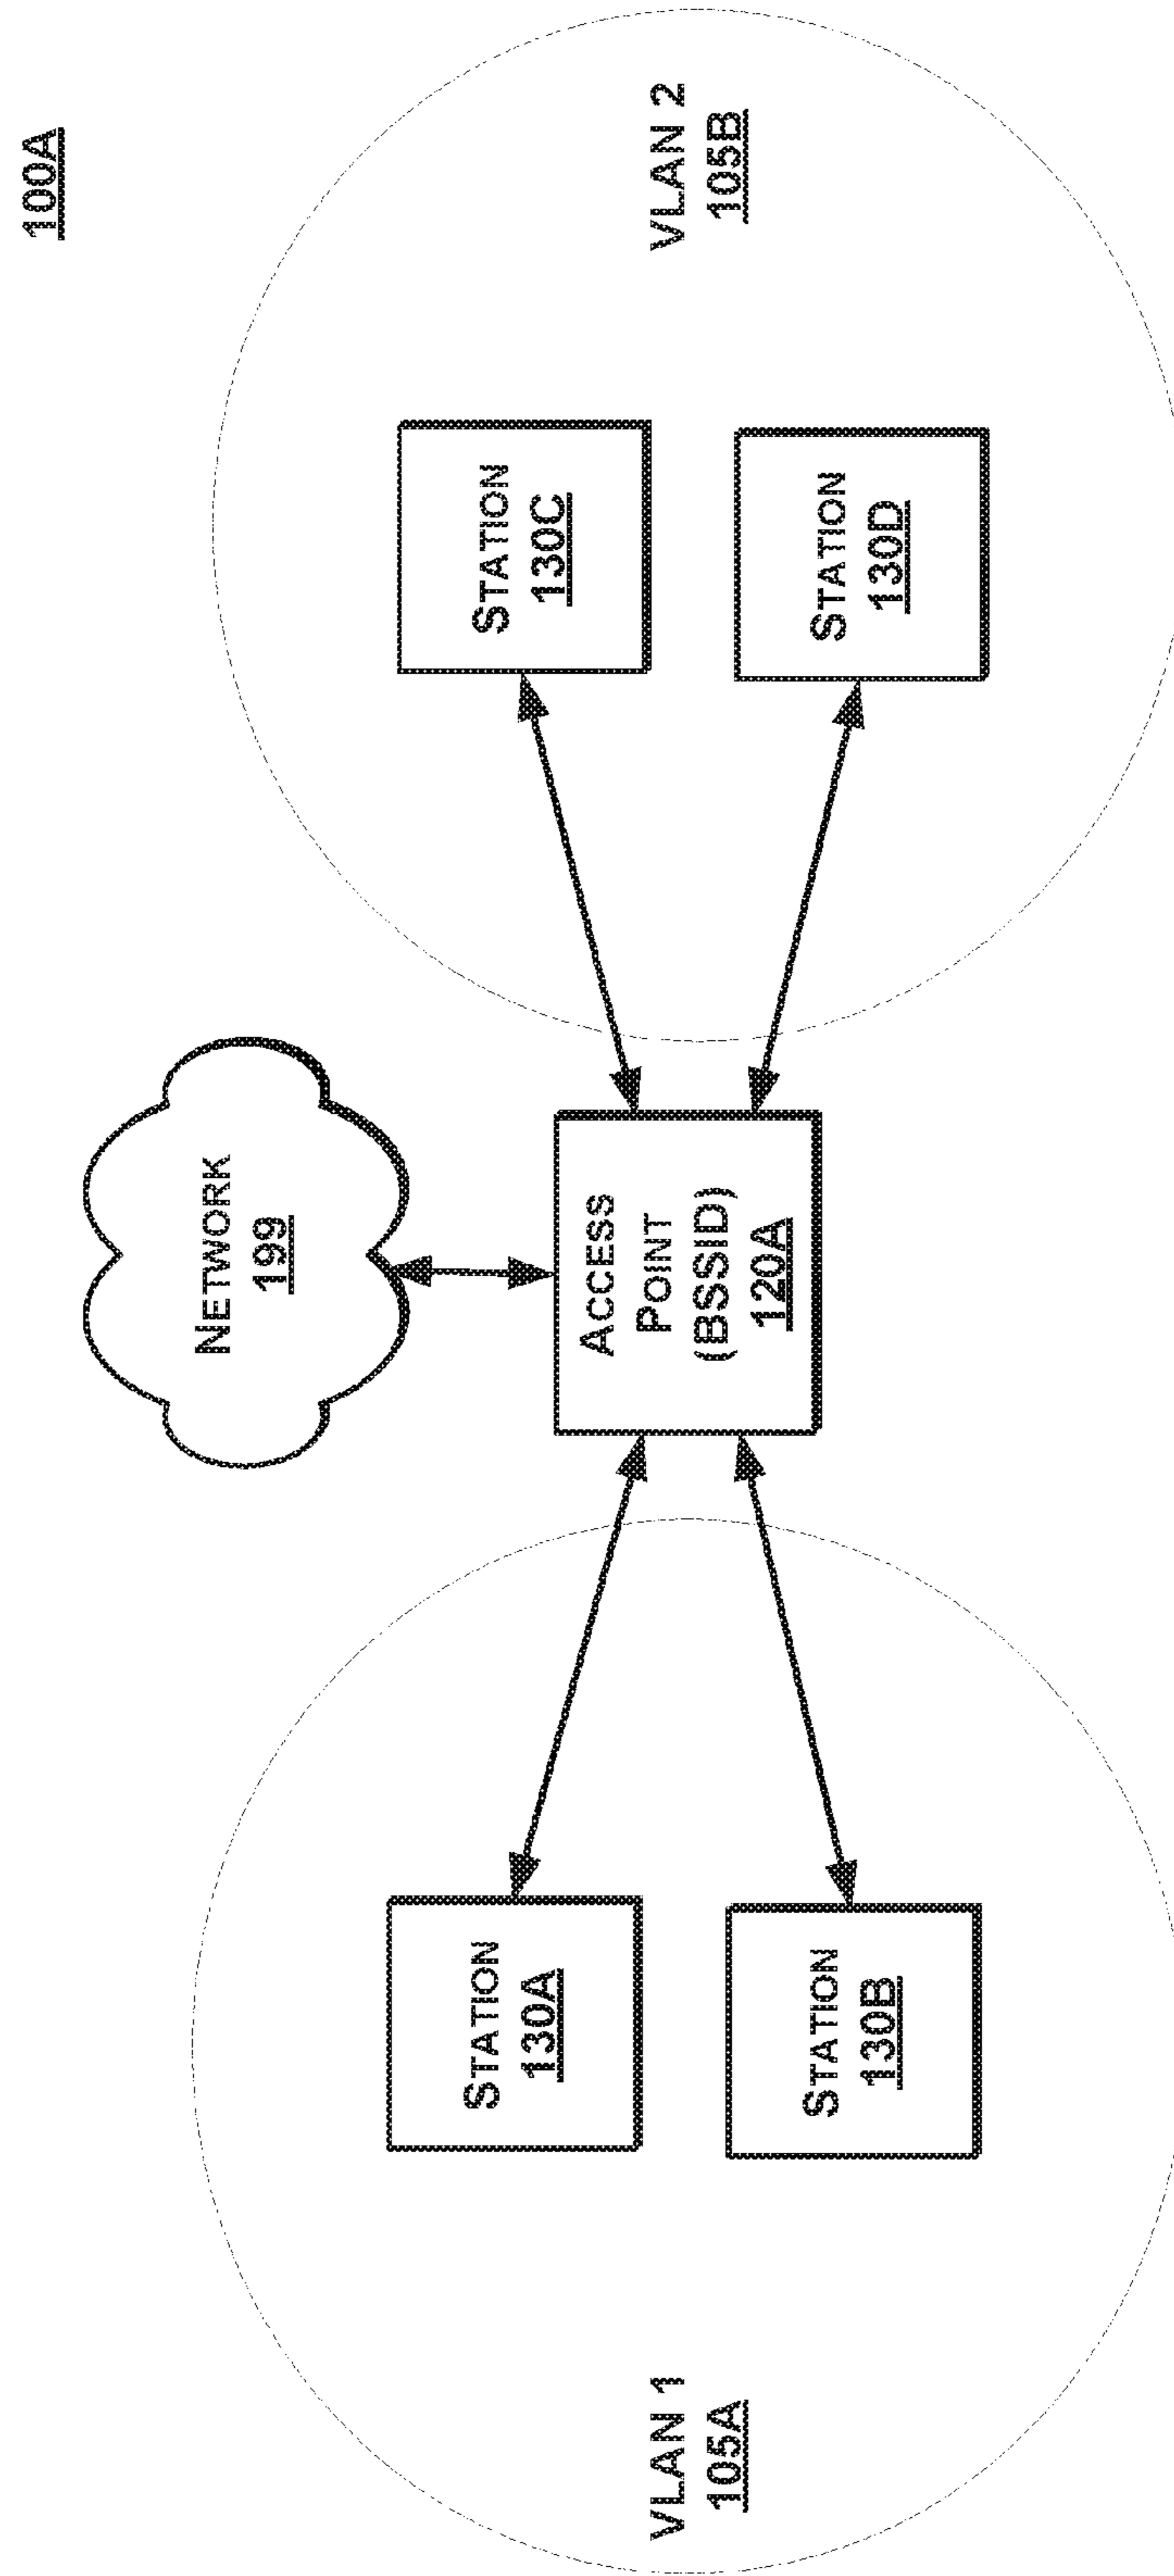 100A
NETWORK
199
VLAN 1
105A
STATION
130A
STATION
130B
ACCESS
POINT
(BSSID)
120A
STATION
130C
STATION
130D
VLAN 2
105B